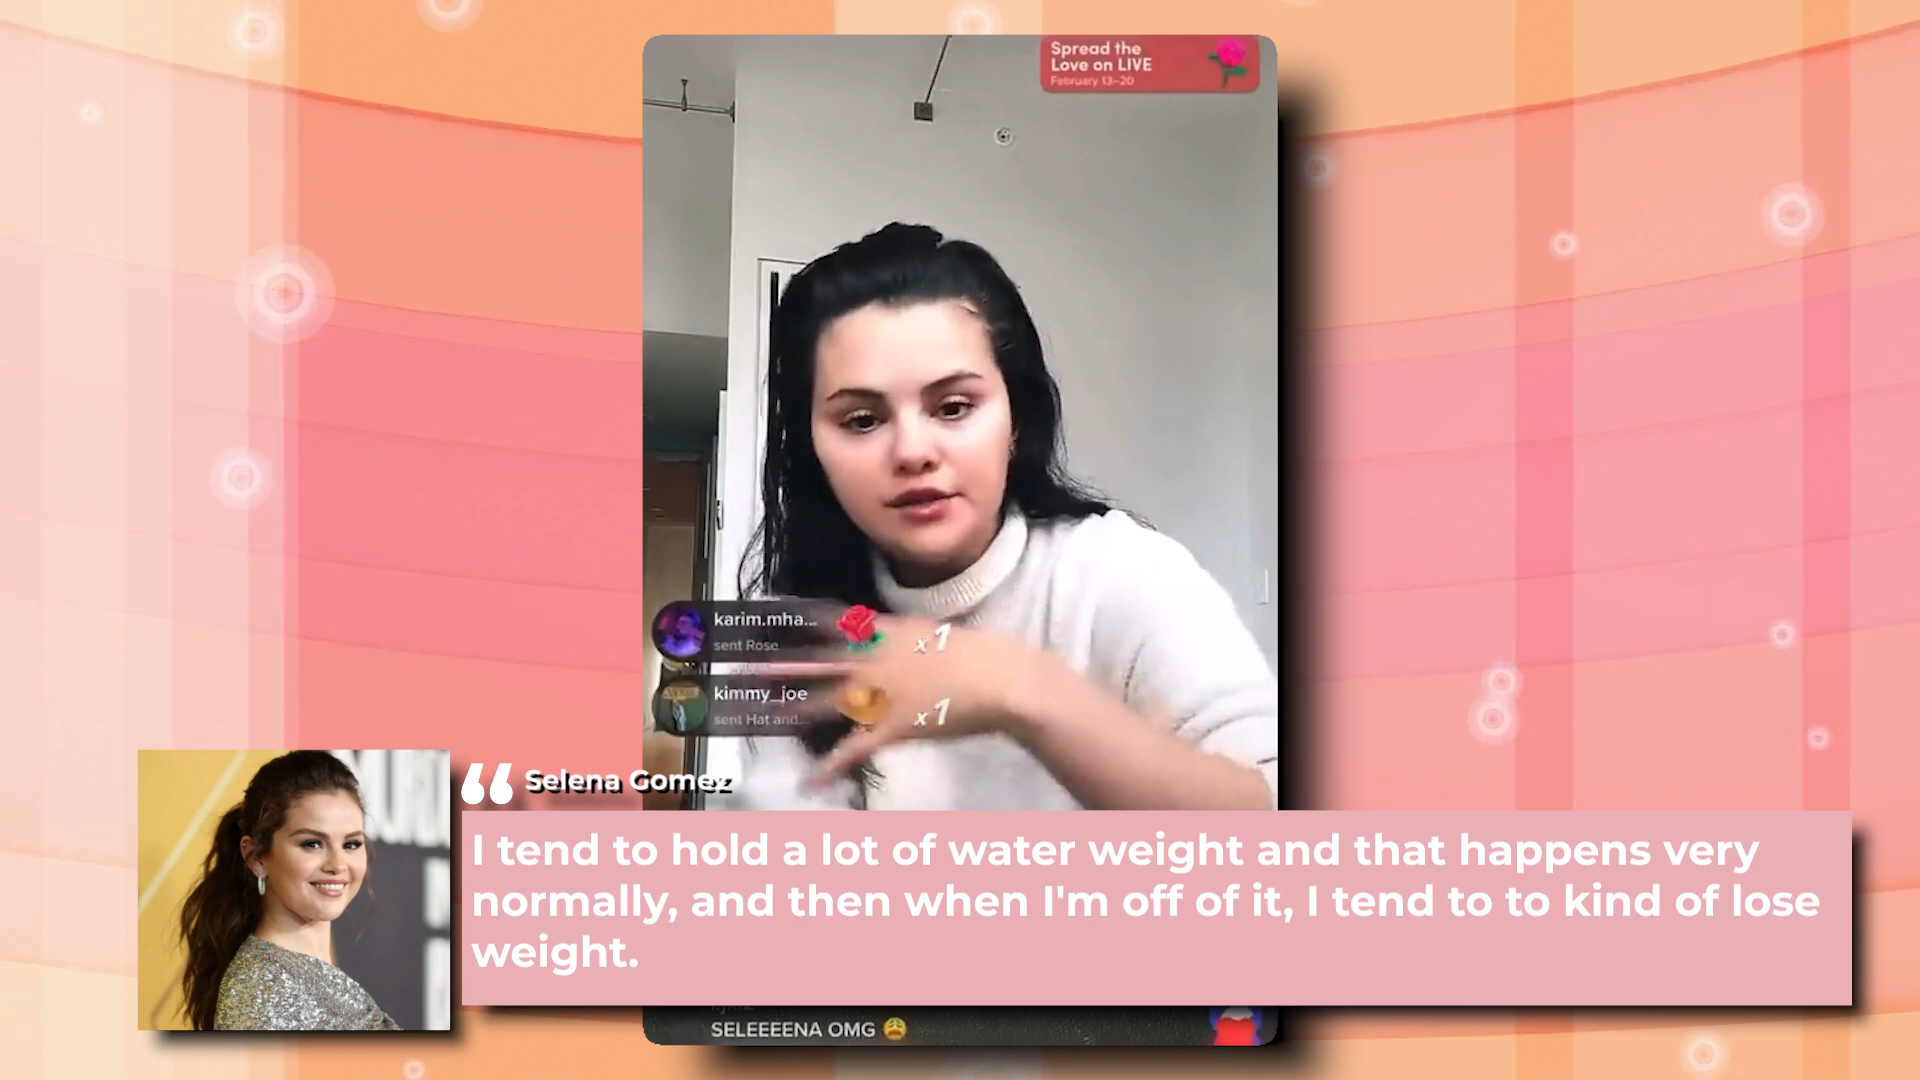 Spread the
Love on LIVE
February 13-20
karim.mha...
sent Rose
x1
kimmy_joe
sent Hat and...
x1
“ Selena Gomez
I tend to hold a lot of water weight and that happens very
normally, and then when I'm off of it, I tend to to kind of lose
weight.
SELEEEENA OMG 😩